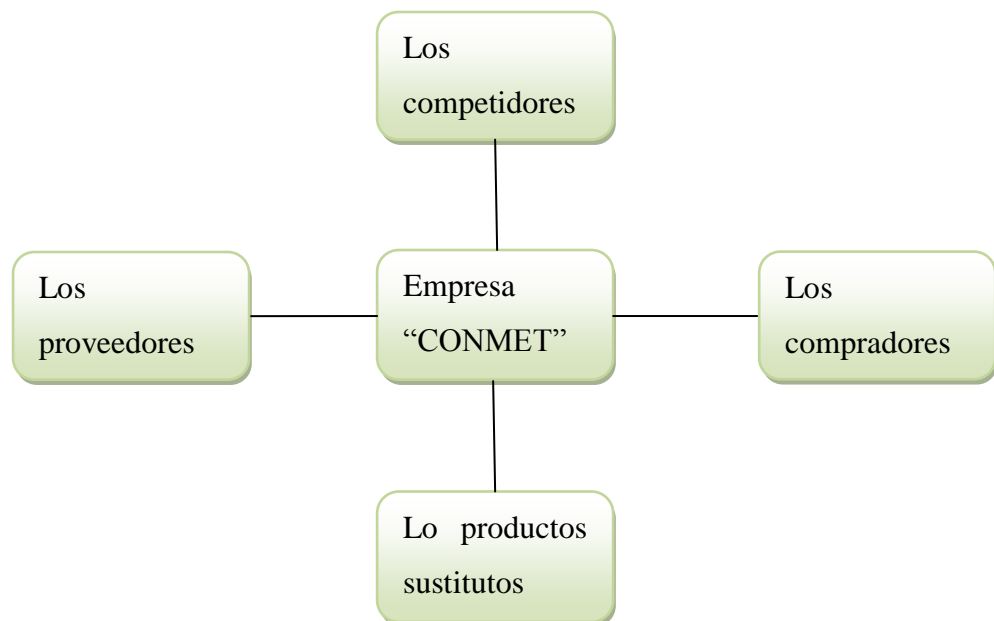 Los
competidores
Los
proveedores
Empresa
“CONMET”
Los
compradores
Lo productos
sustitutos